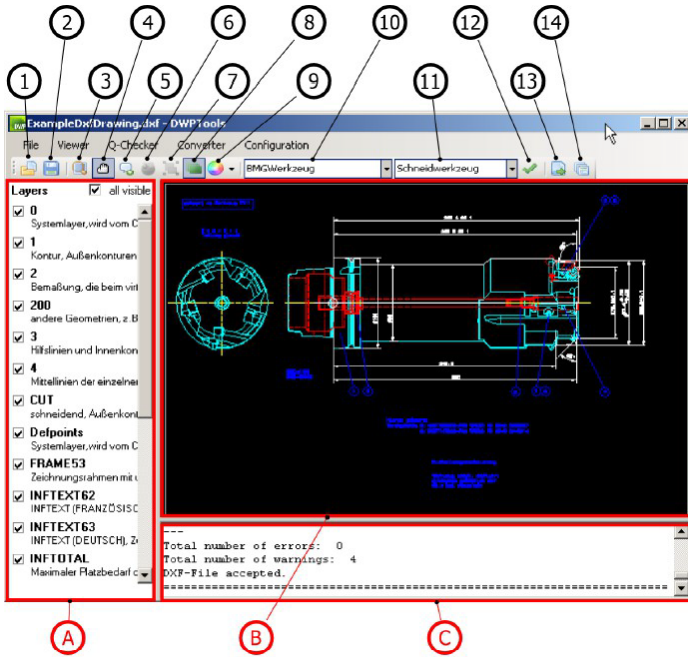 2
4
6
8
10
12
14
1
3
5
7
9
11
13
ExampleDxfDrawing.dxf - DWPTools
File Viewer Q-Checker Converter Configuration
BMGWerkzeug
Schneidwerkzeug
Layers
all visible
0
Systemlayer,wird vom C
1
Kontur, Außenkonturen
2
Bemaßung, die beim virt
200
andere Geometrien, z.B
3
Hilfslinien und Innenkon
4
Mittellinien der einzelner
CUT
schneidend, Außenkont
Defpoints
Systemlayer,wird vom C
FRAME53
Zeichnungsrahmen mit u
INFTEXT62
INFTEXT (FRANZÖSISC
INFTEXT63
INFTEXT (DEUTSCH), Ze
INFTOTAL
Maximaler Platzbedarf d
---
Total number of errors: 0
Total number of warnings: 4
DXF-File accepted.
A
B
C